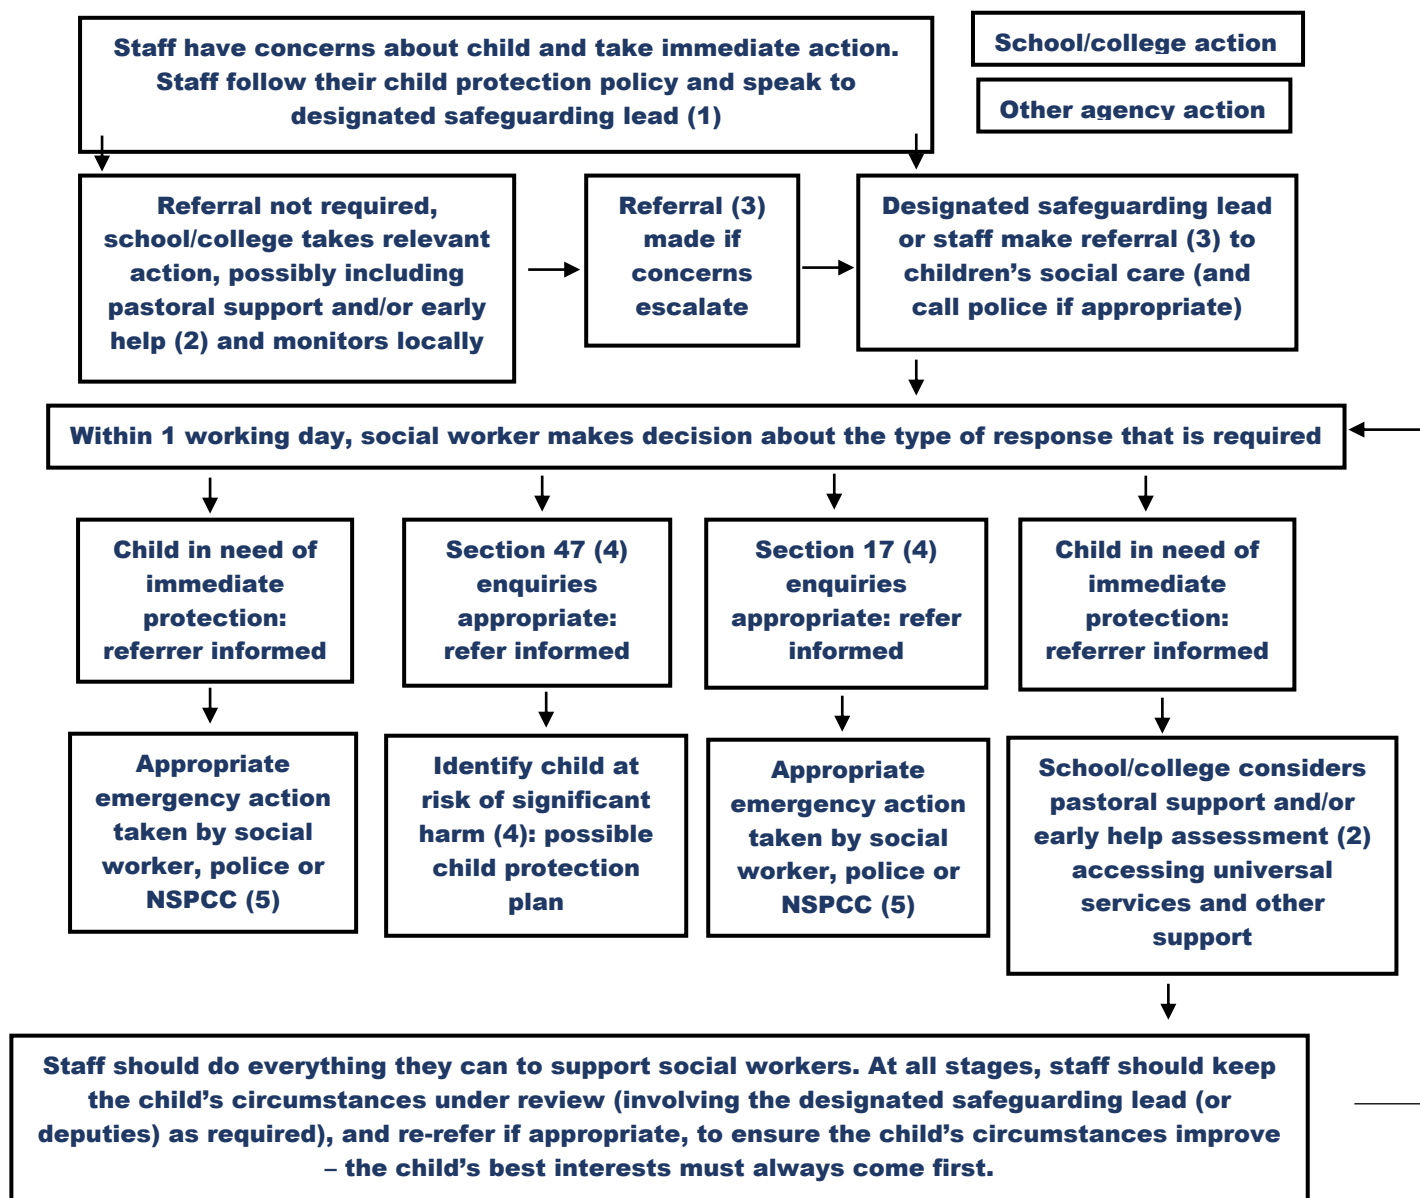 Staff have concerns about child and take immediate action.
Staff follow their child protection policy and speak to
designated safeguarding lead (1)
School/college action
Other agency action
Referral not required,
school/college takes relevant
action, possibly including
pastoral support and/or early
help (2) and monitors locally
Referral (3)
made if
concerns
escalate
Designated safeguarding lead
or staff make referral (3) to
children’s social care (and
call police if appropriate)
Within 1 working day, social worker makes decision about the type of response that is required
Child in need of
immediate
protection:
referrer informed
Section 47 (4)
enquiries
appropriate:
refer informed
Section 17 (4)
enquiries
appropriate: refer
informed
Child in need of
immediate
protection:
referrer informed
Appropriate
emergency action
taken by social
worker, police or
NSPCC (5)
Identify child at
risk of significant
harm (4): possible
child protection
plan
Appropriate
emergency action
taken by social
worker, police or
NSPCC (5)
School/college considers
pastoral support and/or
early help assessment (2)
accessing universal
services and other
support
Staff should do everything they can to support social workers. At all stages, staff should keep
the child’s circumstances under review (involving the designated safeguarding lead (or
deputies) as required), and re-refer if appropriate, to ensure the child’s circumstances improve
– the child’s best interests must always come first.